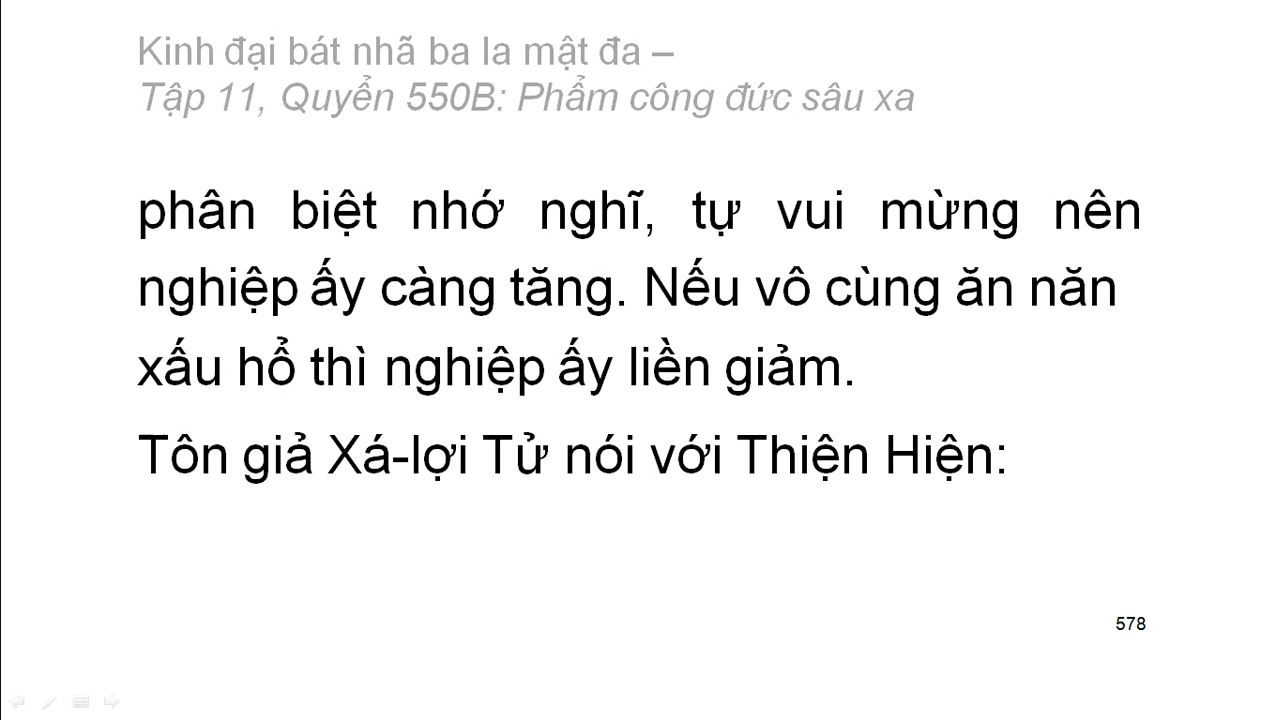 Kinh đại bát nhã ba la mật đa –
Tập 11, Quyển 550B: Phẩm công đức sâu xa
phân biệt nhớ nghĩ, tự vui mừng nên
nghiệp ấy càng tăng. Nếu vô cùng ăn năn
xấu hổ thì nghiệp ấy liền giảm.
Tôn giả Xá-lợi Tử nói với Thiện Hiện:
578